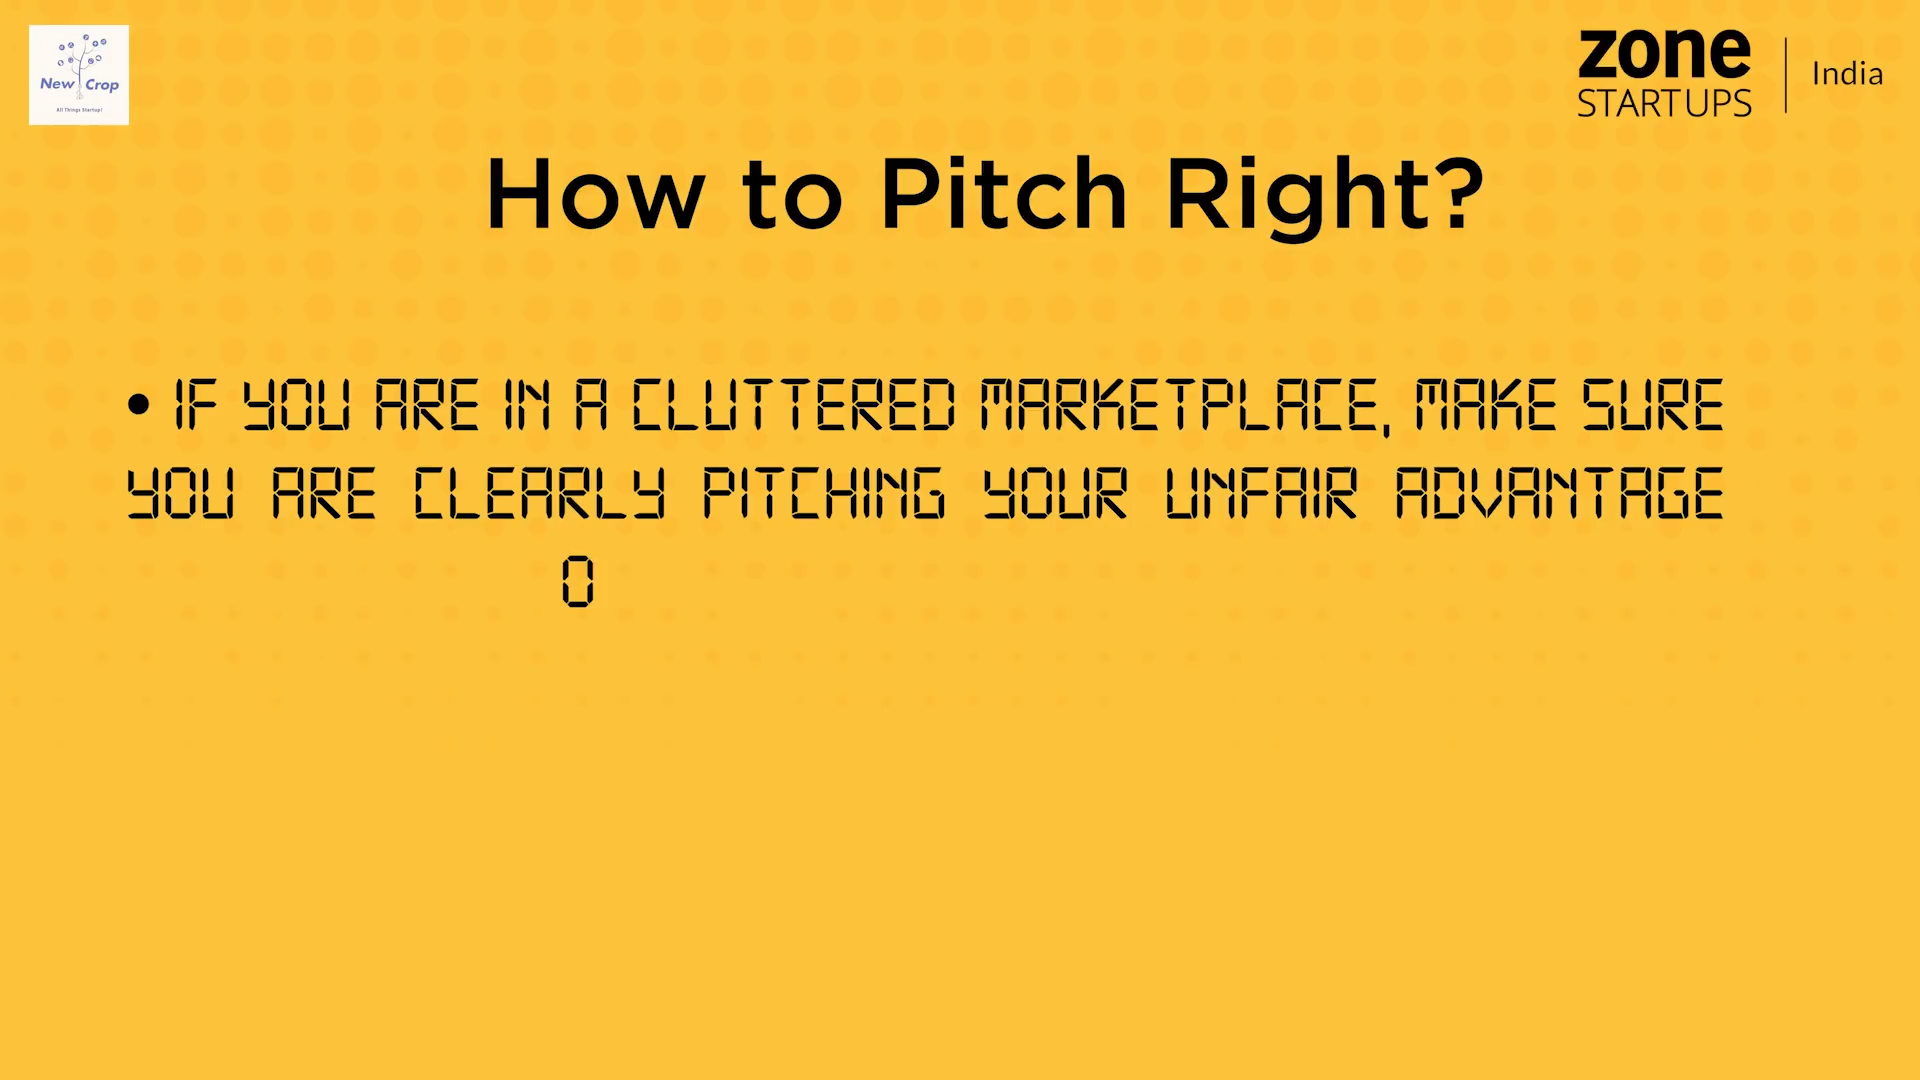 New Crop
All Things Startup!
zone
STARTUPS
India
How to Pitch Right?
• IF YOU ARE IN A CLUTTERED MARKETPLACE, MAKE SURE
YOU ARE CLEARLY PITCHING YOUR UNFAIR ADVANTAGE
O